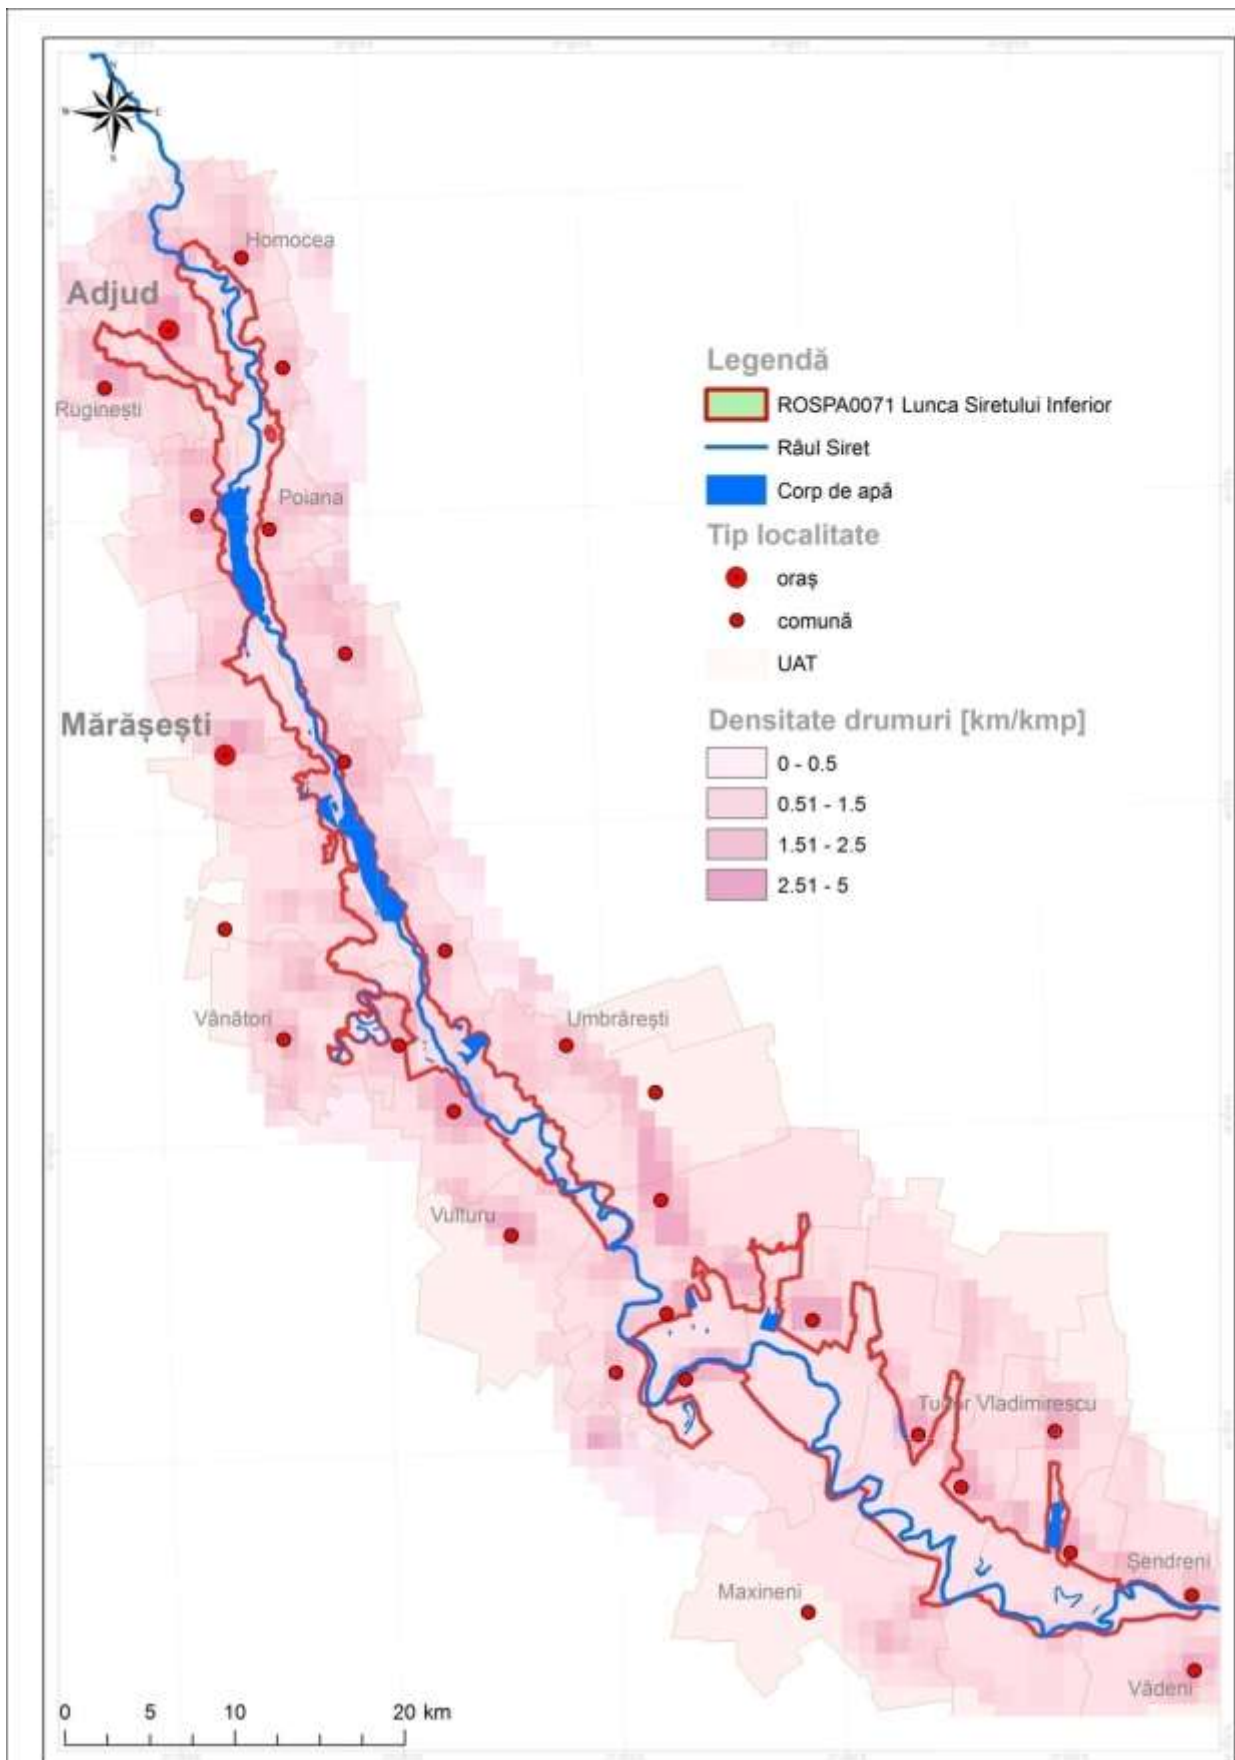 N
W
E
S
Homocea
Adjud
Ruginești
Poiana
Mărășești
Vânători
Umbrărești
Vulturu
Tudor Vladimirescu
Maxineni
Șendreni
Vădeni
Legendă
ROSPA0071 Lunca Siretului Inferior
Râul Siret
Corp de apă
Tip localitate
oraș
comună
UAT
Densitate drumuri [km/kmp]
0 - 0.5
0.51 - 1.5
1.51 - 2.5
2.51 - 5
0 5 10 20 km